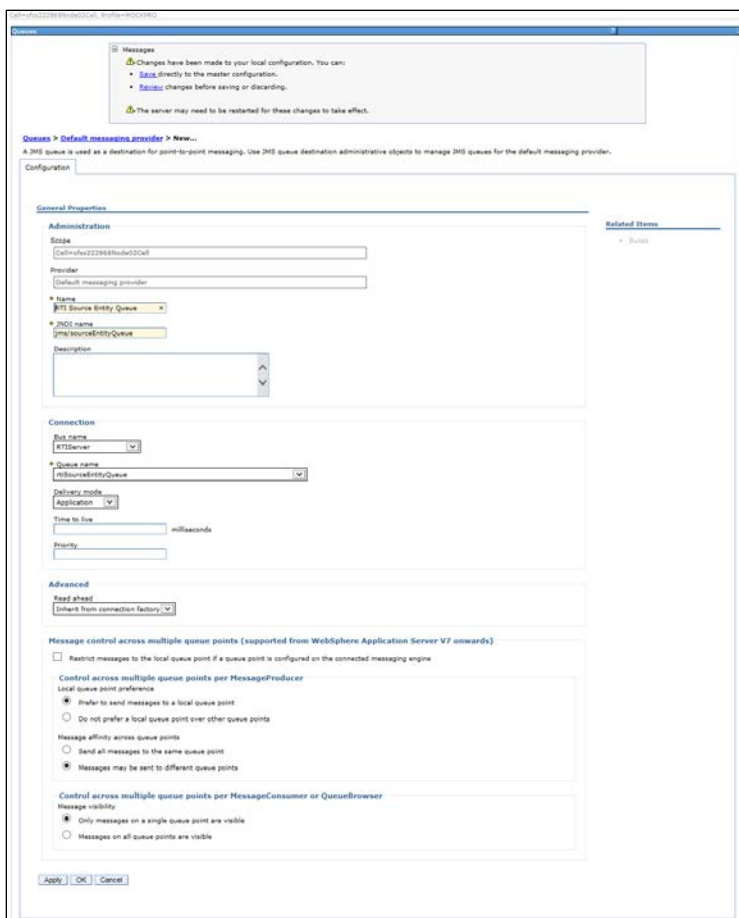 Cell=ofss222868Node02Cell, Profile=MOCKSRQ
Queues
?
Messages
Changes have been made to your local configuration. You can:
• Save directly to the master configuration.
• Review changes before saving or discarding.
The server may need to be restarted for these changes to take effect.
Queues > Default messaging provider > New...
A JMS queue is used as a destination for point-to-point messaging. Use JMS queue destination administrative objects to manage JMS queues for the default messaging provider.
Configuration
General Properties
Related Items
Buses
Administration
Scope
Cell=ofss222868Node02Cell
Provider
Default messaging provider
* Name
RTI Source Entity Queue ×
* JNDI name
jms/sourceEntityQueue
Description
Connection
Bus name
RTIServer
* Queue name
rtiSourceEntityQueue
Delivery mode
Application
Time to live
milliseconds
Priority
Advanced
Read ahead
Inherit from connection factory
Message control across multiple queue points (supported from WebSphere Application Server V7 onwards)
Restrict messages to the local queue point if a queue point is configured on the connected messaging engine
Control across multiple queue points per MessageProducer
Local queue point preference
Prefer to send messages to a local queue point
Do not prefer a local queue point over other queue points
Message affinity across queue points
Send all messages to the same queue point
Messages may be sent to different queue points
Control across multiple queue points per MessageConsumer or QueueBrowser
Message visibility
Only messages on a single queue point are visible
Messages on all queue points are visible
Apply OK Cancel